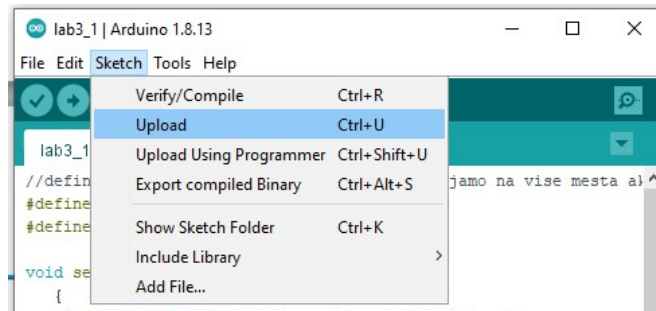 lab3_1 | Arduino 1.8.13
File Edit Sketch Tools Help
Verify/Compile Ctrl+R
Upload Ctrl+U
lab3_1
Upload Using Programmer Ctrl+Shift+U
//defin
Export compiled Binary Ctrl+Alt+S
jamo na vise mesta
#define
#define
Show Sketch Folder Ctrl+K
Include Library
void se
Add File...
{